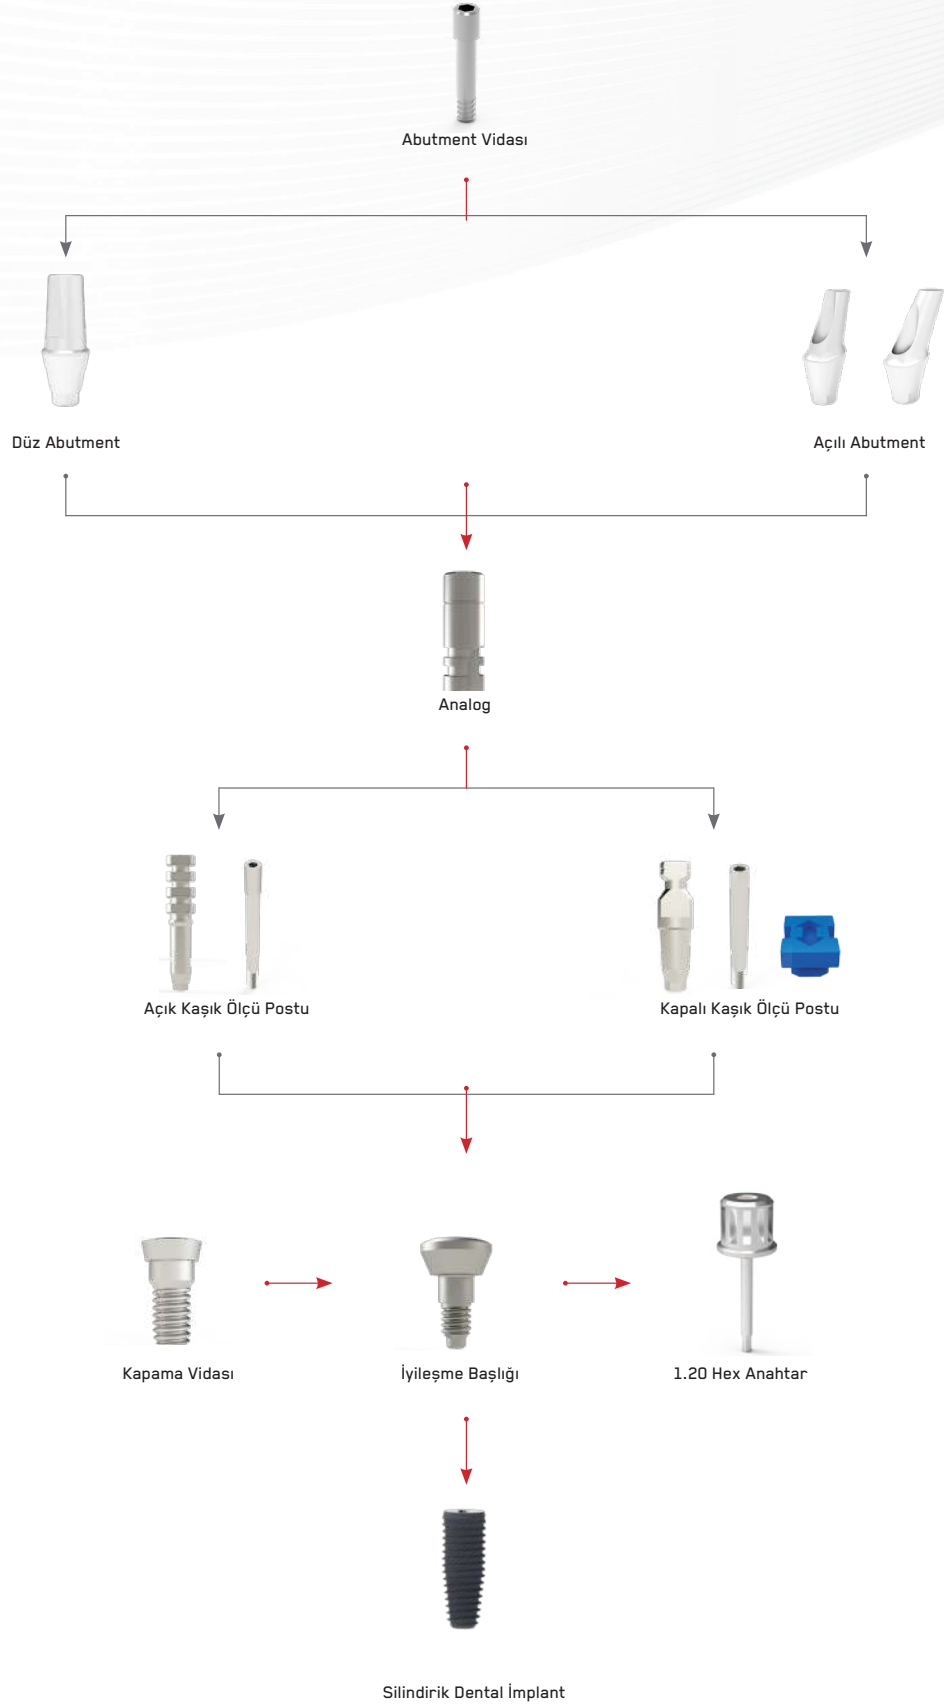 Abutment Vidası
Düz Abutment
Açılı Abutment
Analog
Açık Kaşık Ölçü Postu
Kapalı Kaşık Ölçü Postu
Kapama Vidası
İyileşme Başlığı
1.20 Hex Anahtar
Silindirik Dental İmplant